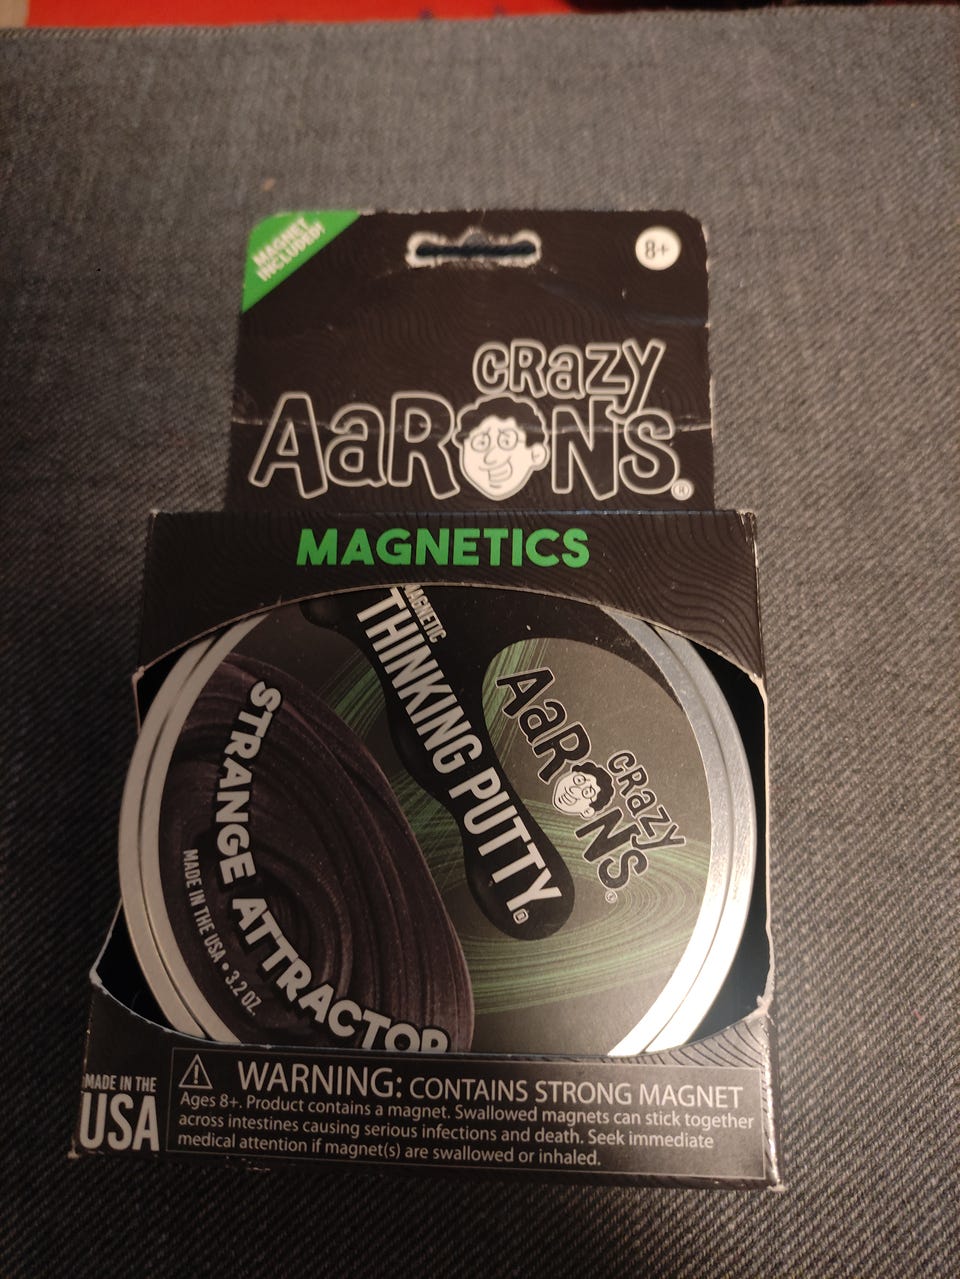 MAGNET
INCLUDED!
8+
CRAZY
AARON'S®
MAGNETICS
MAGNETIC
THINKING PUTTY®
CRAZY
AARON'S®
STRANGE ATTRACTOR
MADE IN THE USA • 3.2 OZ.
MADE IN THE
USA
WARNING: CONTAINS STRONG MAGNET
Ages 8+. Product contains a magnet. Swallowed magnets can stick together
across intestines causing serious infections and death. Seek immediate
medical attention if magnet(s) are swallowed or inhaled.